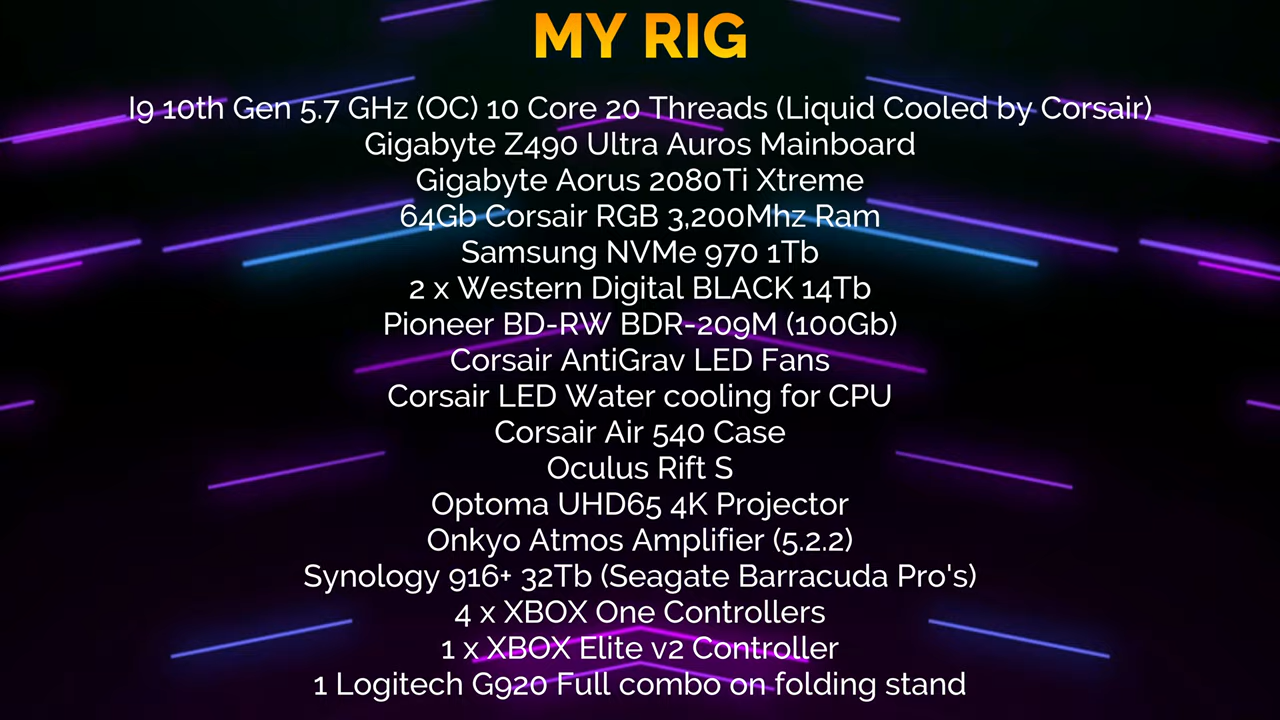 MY RIG
I9 10th Gen 5.7 GHz (OC) 10 Core 20 Threads (Liquid Cooled by Corsair)
Gigabyte Z490 Ultra Auros Mainboard
Gigabyte Aorus 2080Ti Xtreme
64Gb Corsair RGB 3,200Mhz Ram
Samsung NVMe 970 1Tb
2 x Western Digital BLACK 14Tb
Pioneer BD-RW BDR-209M (100Gb)
Corsair AntiGrav LED Fans
Corsair LED Water cooling for CPU
Corsair Air 540 Case
Oculus Rift S
Optoma UHD65 4K Projector
Onkyo Atmos Amplifier (5.2.2)
Synology 916+ 32Tb (Seagate Barracuda Pro's)
4 x XBOX One Controllers
1 x XBOX Elite v2 Controller
1 Logitech G920 Full combo on folding stand